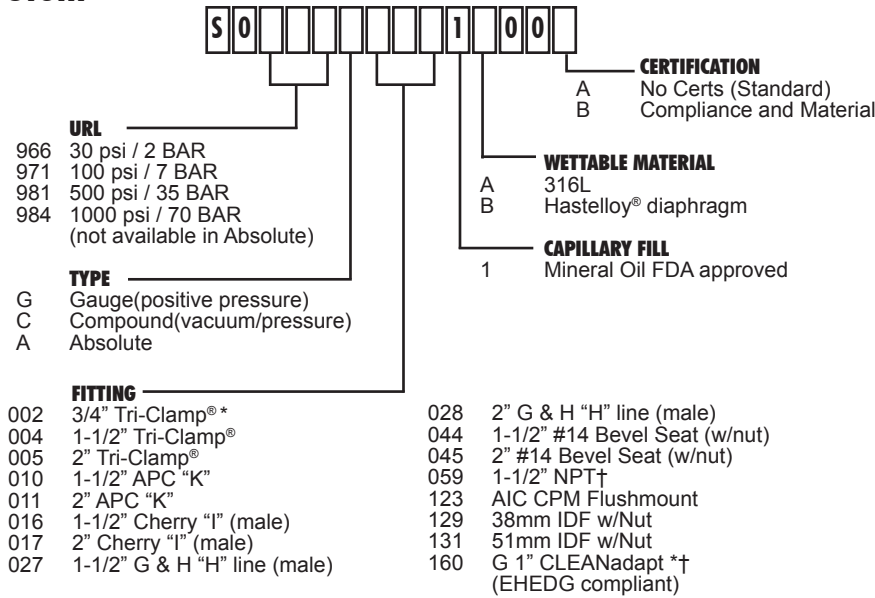 S 0 1 0 0
CERTIFICATION
A No Certs (Standard)
B Compliance and Material
URL
966 30 psi / 2 BAR
971 100 psi / 7 BAR
981 500 psi / 35 BAR
984 1000 psi / 70 BAR
(not available in Absolute)
WETTABLE MATERIAL
A 316L
B Hastelloy® diaphragm
CAPILLARY FILL
1 Mineral Oil FDA approved
TYPE
G Gauge(positive pressure)
C Compound(vacuum/pressure)
A Absolute
FITTING
002 3/4” Tri-Clamp® *
004 1-1/2” Tri-Clamp®
005 2” Tri-Clamp®
010 1-1/2” APC “K”
011 2” APC “K”
016 1-1/2” Cherry “I” (male)
017 2” Cherry “I” (male)
027 1-1/2” G & H “H” line (male)
028 2” G & H “H” line (male)
044 1-1/2” #14 Bevel Seat (w/nut)
045 2” #14 Bevel Seat (w/nut)
059 1-1/2” NPT†
123 AIC CPM Flushmount
129 38mm IDF w/Nut
131 51mm IDF w/Nut
160 G 1” CLEANadapt *†
(EHEDG compliant)